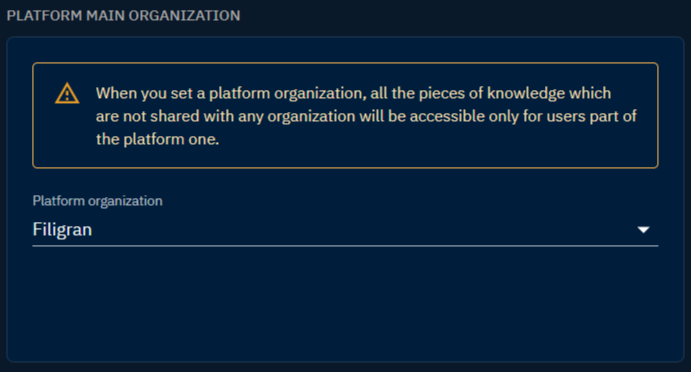 PLATFORM MAIN ORGANIZATION
When you set a platform organization, all the pieces of knowledge which
are not shared with any organization will be accessible only for users part of
the platform one.
Platform organization
Filigran